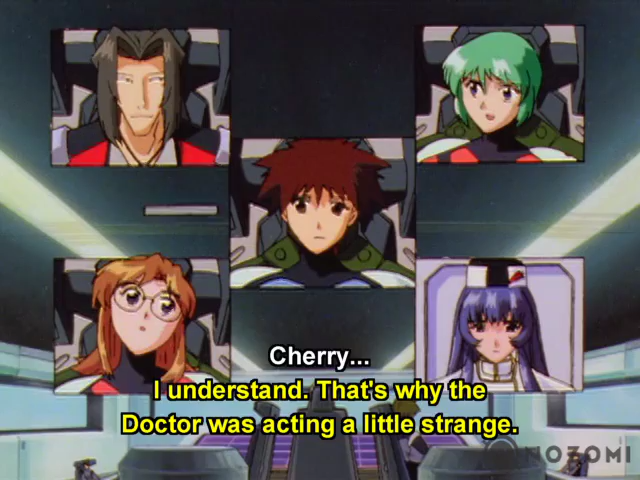 Cherry...
I understand. That's why the
Doctor was acting a little strange.
NOZOMI